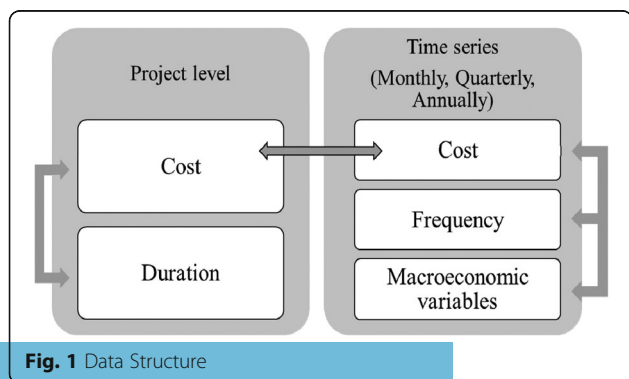 Project level
Cost
Duration
Time series
(Monthly, Quarterly,
Annually)
Cost
Frequency
Macroeconomic
variables
Fig. 1 Data Structure